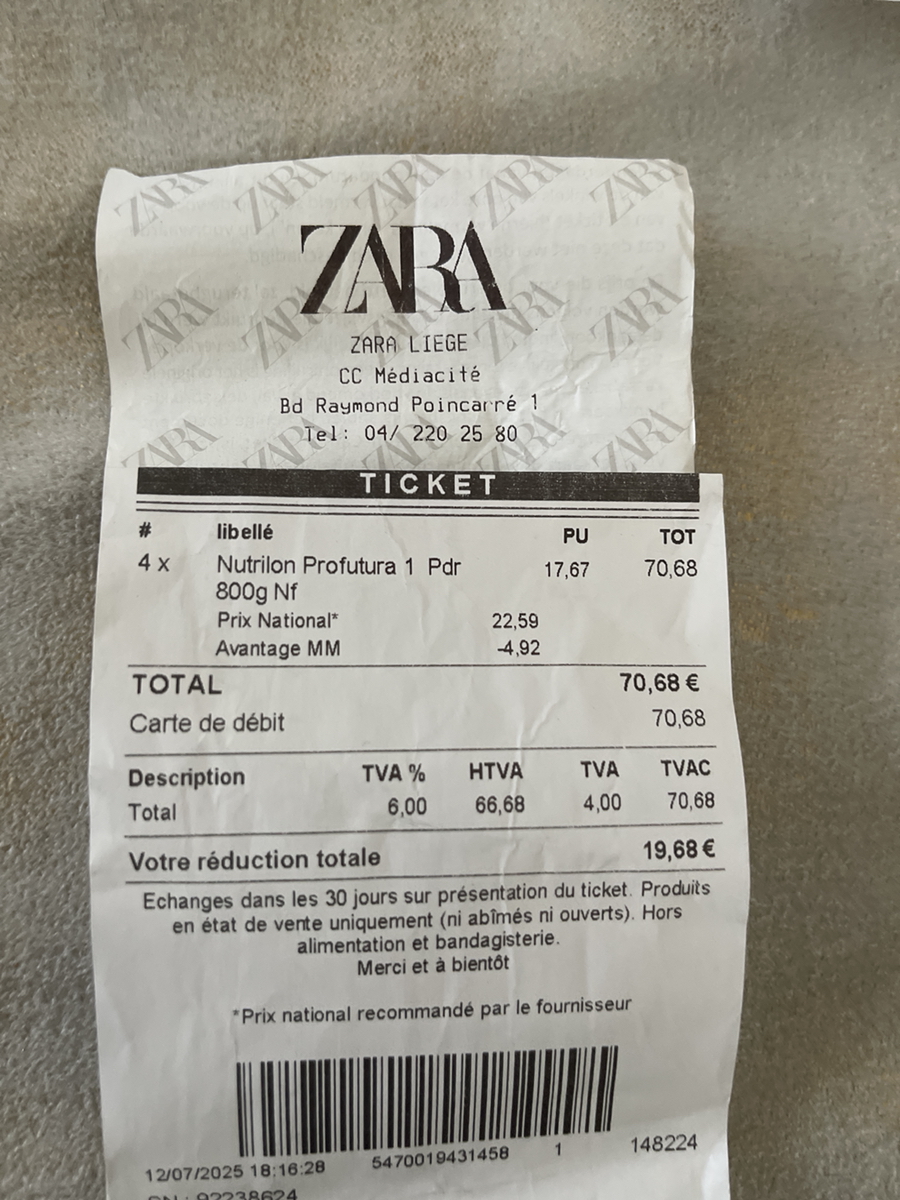 ZARA
ZARA LIEGE
CC Médiacité
Bd Raymond Poincarré 1
Tel: 04/ 220 25 80
TICKET
# libellé PU TOT
4 x Nutrilon Profutura 1 Pdr 17,67 70,68
800g Nf
Prix National* 22,59
Avantage MM -4,92
TOTAL 70,68 €
Carte de débit 70,68
Description TVA % HTVA TVA TVAC
Total 6,00 66,68 4,00 70,68
Votre réduction totale 19,68 €
Echanges dans les 30 jours sur présentation du ticket. Produits
en état de vente uniquement (ni abîmés ni ouverts). Hors
alimentation et bandagisterie.
Merci et à bientôt
*Prix national recommandé par le fournisseur
12/07/2025 18:16:28 5470019431458 1 148224
92238624